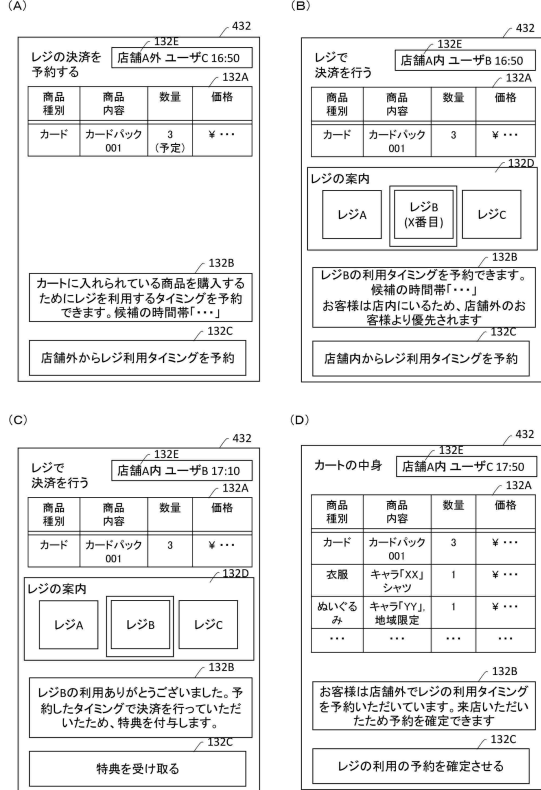 (A)
432
132E
レジの決済を
予約する
店舗A外 ユーザC 16:50
132A
商品
種別
商品
内容
数量
価格
カード
カードパック
001
3
(予定)
¥ ・・・
132B
カートに入れられている商品を購入する
ためにレジを利用するタイミングを予約
できます。候補の時間帯「・・・」
132C
店舗外からレジ利用タイミングを予約
(B)
432
132E
レジで
決済を行う
店舗A内 ユーザC 16:50
132A
商品
種別
商品
内容
数量
価格
カード
カードパック
001
3
¥ ・・・
132D
レジの案内
レジA
レジB
(X番目)
レジC
132B
レジBの利用タイミングを予約できます。
候補の時間帯「・・・」
お客様は店内にいるため、店舗外のお
客様より優先されます
132C
店舗内からレジ利用タイミングを予約
(C)
432
132E
レジで
決済を行う
店舗A内 ユーザB 17:10
132A
商品
種別
商品
内容
数量
価格
カード
カードパック
001
3
¥ ・・・
132D
レジの案内
レジA
レジB
レジC
132B
レジBの利用ありがとうございました。予
約したタイミングで決済を行っていただ
いたため、特典を付与します。
132C
特典を受け取る
(D)
432
132E
カートの中身
店舗A内 ユーザC 17:50
132A
商品
種別
商品
内容
数量
価格
カード
カードパック
001
3
¥ ・・・
衣服
キャラ「XX」
シャツ
1
¥ ・・・
ぬいぐる
み
キャラ「YY」.
地域限定
1
¥ ・・・
・・・
・・・
・・・
・・・
132B
お客様は店舗外でレジの利用タイミング
を予約いただいています。来店いただい
たため予約を確定できます
132C
レジの利用の予約を確定させる